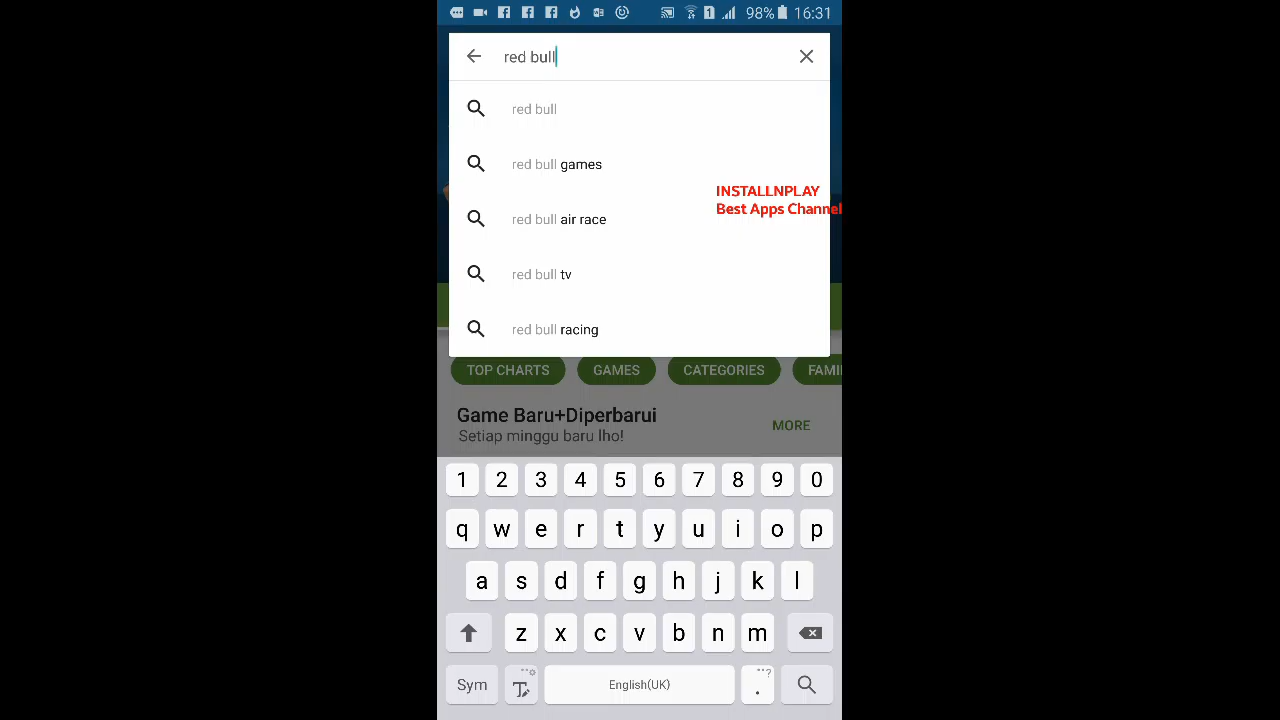 98% 16:31
red bull
red bull
red bull games
red bull air race
red bull tv
red bull racing
INSTALLNPLAY
Best Apps Channel
TOP CHARTS GAMES CATEGORIES FAMI
Game Baru+Diperbarui
Setiap minggu baru lho!
MORE
1 2 3 4 5 6 7 8 9 0
q w e r t y u i o p
a s d f g h j k l
z x c v b n m
Sym English(UK) .